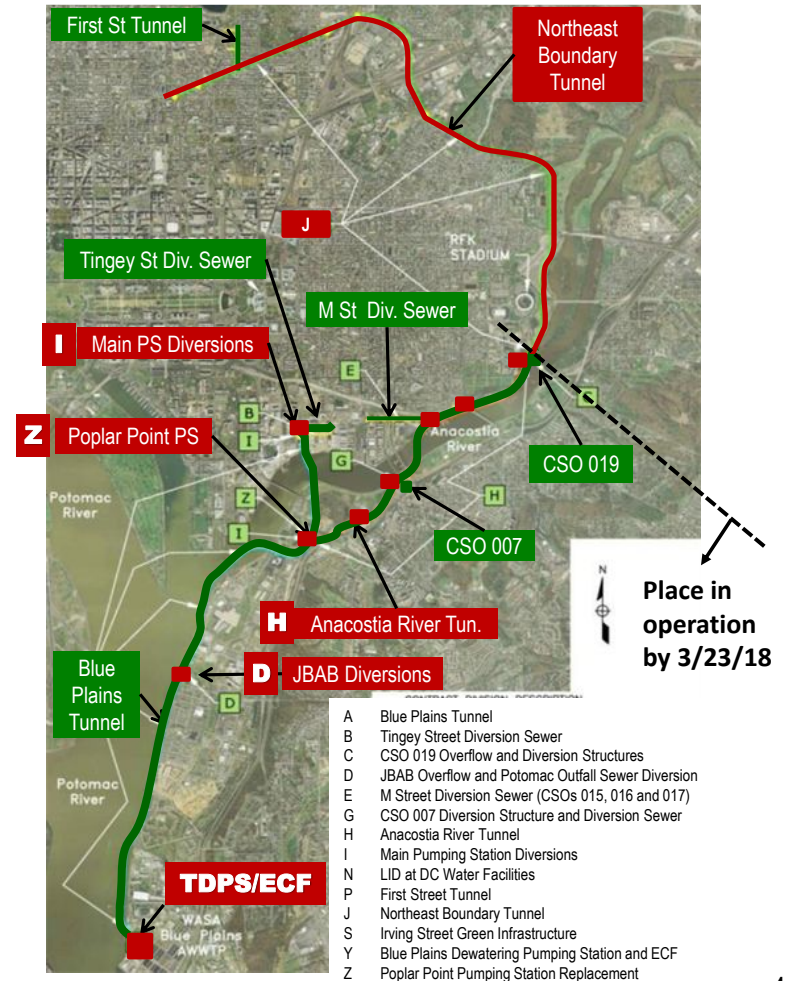 First St Tunnel
Northeast
Boundary
Tunnel
J
RFK
STADIUM
Tingey St Div. Sewer
M St Div. Sewer
I
Main PS Diversions
E
C
B
Z
Poplar Point PS
I
Anacostia
River
G
CSO 019
Potomac
River
Z
H
I
CSO 007
N
Place in
operation
by 3/23/18
H
Anacostia River Tun.
Blue
Plains
Tunnel
D
JBAB Diversions
D
CONTRACT DIVISION DESCRIPTION
A Blue Plains Tunnel
B Tingey Street Diversion Sewer
C CSO 019 Overflow and Diversion Structures
D JBAB Overflow and Potomac Outfall Sewer Diversion
E M Street Diversion Sewer (CSOs 015, 016 and 017)
G CSO 007 Diversion Structure and Diversion Sewer
H Anacostia River Tunnel
I Main Pumping Station Diversions
N LID at DC Water Facilities
P First Street Tunnel
J Northeast Boundary Tunnel
S Irving Street Green Infrastructure
Y Blue Plains Dewatering Pumping Station and ECF
Z Poplar Point Pumping Station Replacement
Potomac
River
TDPS/ECF
WASA
Blue Plains
AWWTP